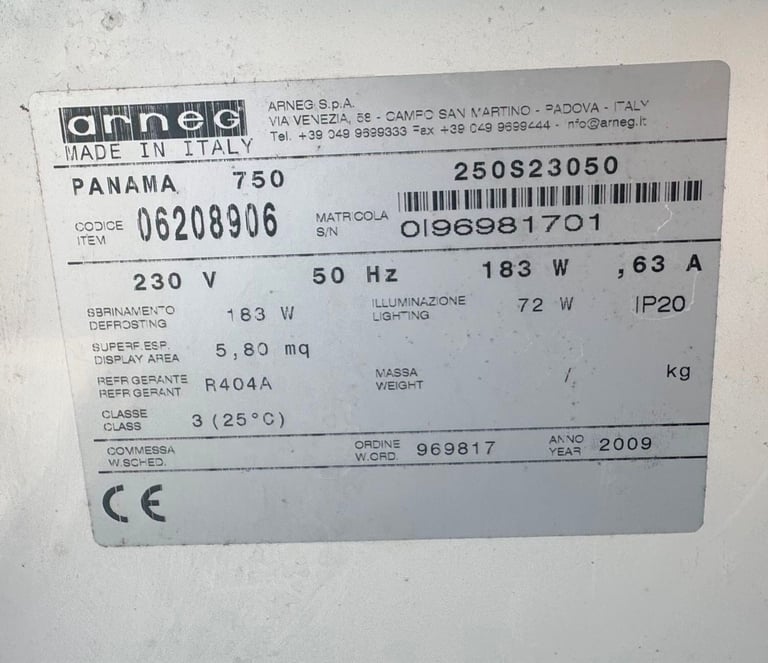 arneg
MADE IN ITALY
ARNEG S.p.A.
VIA VENEZIA, 58 - CAMPO SAN MARTINO - PADOVA - ITALY
Tel. +39 049 9699333 Fax +39 049 9699444 - info@arneg.it
PANAMA 750
250S23050
CODICE
ITEM
06208906
MATRICOLA
S/N
0196981701
230 V 50 Hz 183 W ,63 A
SBRINAMENTO
DEFROSTING
183 W
ILLUMINAZIONE
LIGHTING
72 W
IP20
SUPERF.ESP.
DISPLAY AREA
5,80 mq
REFRIGERANTE
REFRIGERANT
R404A
MASSA
WEIGHT
/ kg
CLASSE
CLASS
3 (25°C)
COMMESSA
W.SCHED.
ORDINE
W.ORD.
969817
ANNO
YEAR
2009
CE